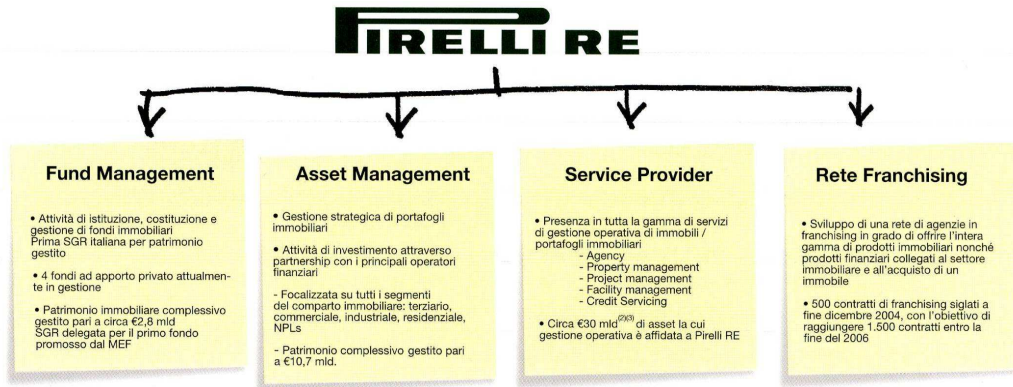 PIRELLI RE
Fund Management
• Attività di istituzione, costituzione e
gestione di fondi immobiliari
Prima SGR italiana per patrimonio
gestito
• 4 fondi ad apporto privato attualmen-
te in gestione
• Patrimonio immobiliare complessivo
gestito pari a circa €2,8 mld
SGR delegata per il primo fondo
promosso dal MEF
Asset Management
• Gestione strategica di portafogli
immobiliari
• Attività di investimento attraverso
partnership con i principali operatori
finanziari
- Focalizzata su tutti i segmenti
del comparto immobiliare: terziario,
commerciale, industriale, residenziale,
NPLs
- Patrimonio complessivo gestito pari
a €10,7 mld.
Service Provider
• Presenza in tutta la gamma di servizi
di gestione operativa di immobili /
portafogli immobiliari
- Agency
- Property management
- Project management
- Facility management
- Credit Servicing
• Circa €30 mld(2)(3) di asset la cui
gestione operativa è affidata a Pirelli RE
Rete Franchising
• Sviluppo di una rete di agenzie in
franchising in grado di offrire l'intera
gamma di prodotti immobiliari nonché
prodotti finanziari collegati al settore
immobiliare e all'acquisto di un
immobile
• 500 contratti di franchising siglati a
fine dicembre 2004, con l'obiettivo di
raggiungere 1.500 contratti entro la
fine del 2006